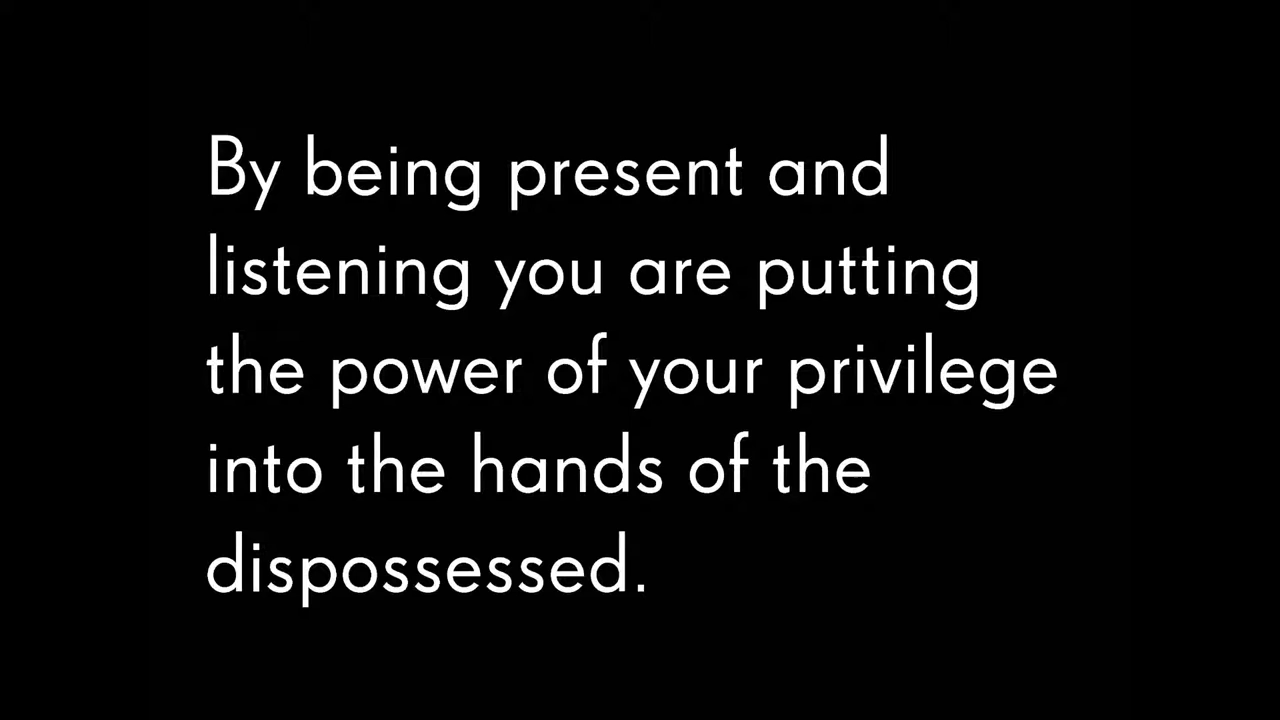 By being present and
listening you are putting
the power of your privilege
into the hands of the
dispossessed.